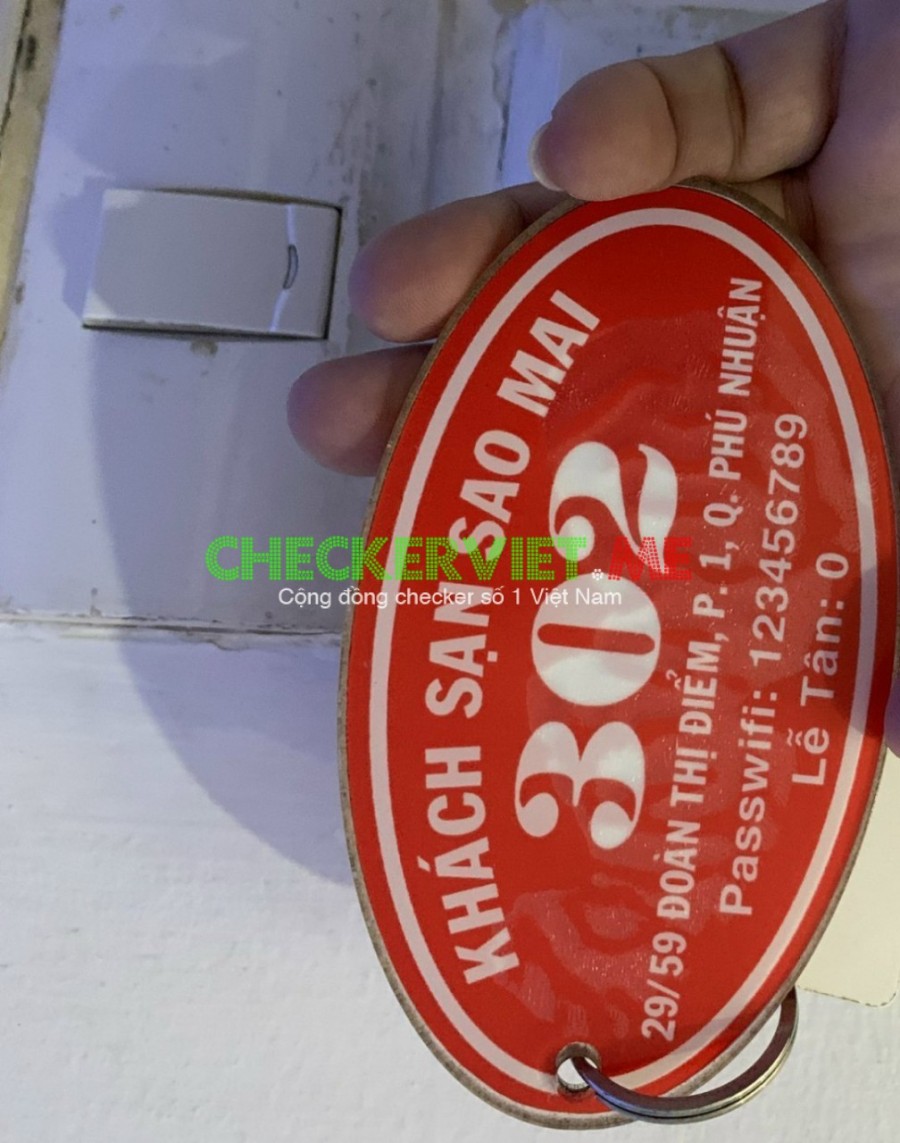 KHÁCH SẠN SAO MAI
302
29/59 ĐOÀN THỊ ĐIỂM, P. 1, Q. PHÚ NHUẬN
Passwifi: 123456789
Lễ Tân: 0
CHECKERVIET.ME
Cộng đồng checker số 1 Việt Nam